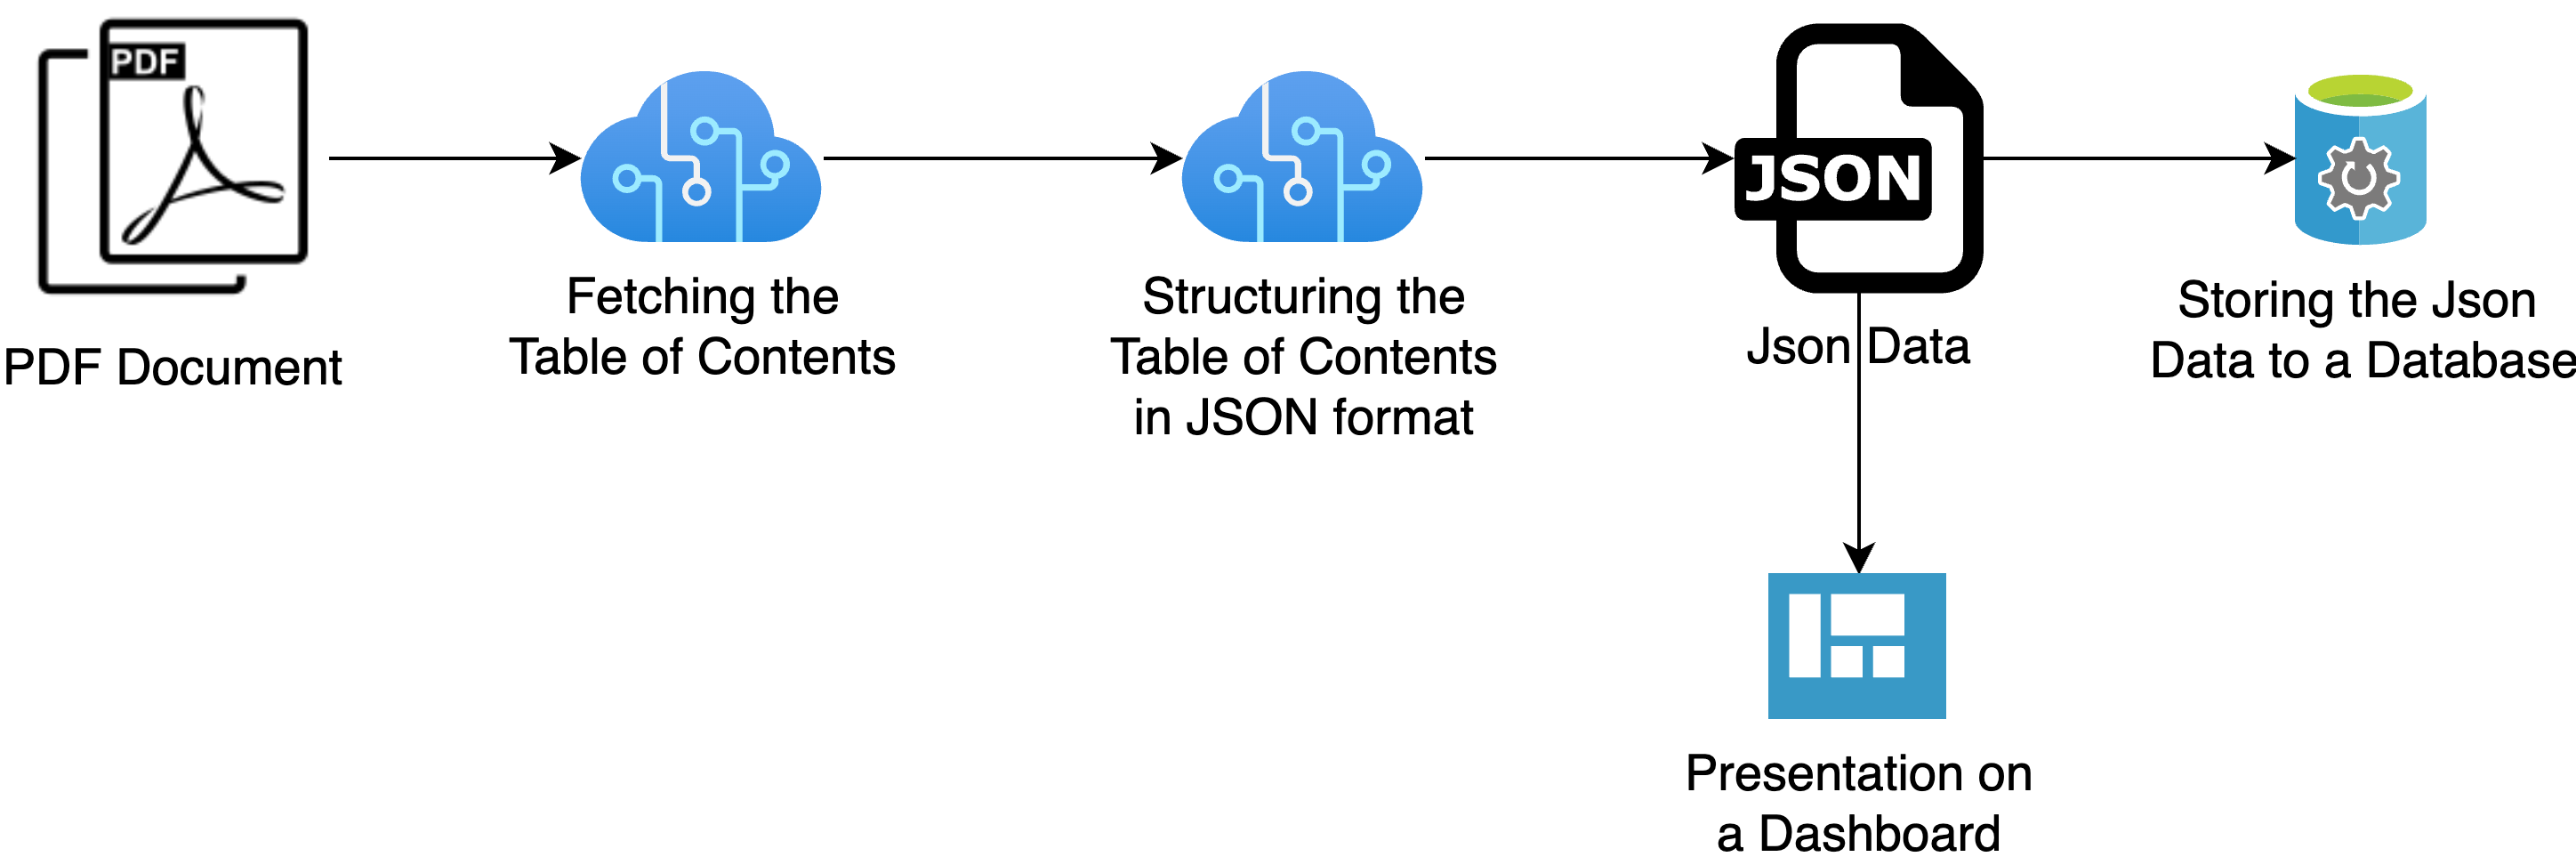 PDF
PDF Document
Fetching the
Table of Contents
Structuring the
Table of Contents
in JSON format
JSON
Json Data
Storing the Json
Data to a Database
Presentation on
a Dashboard